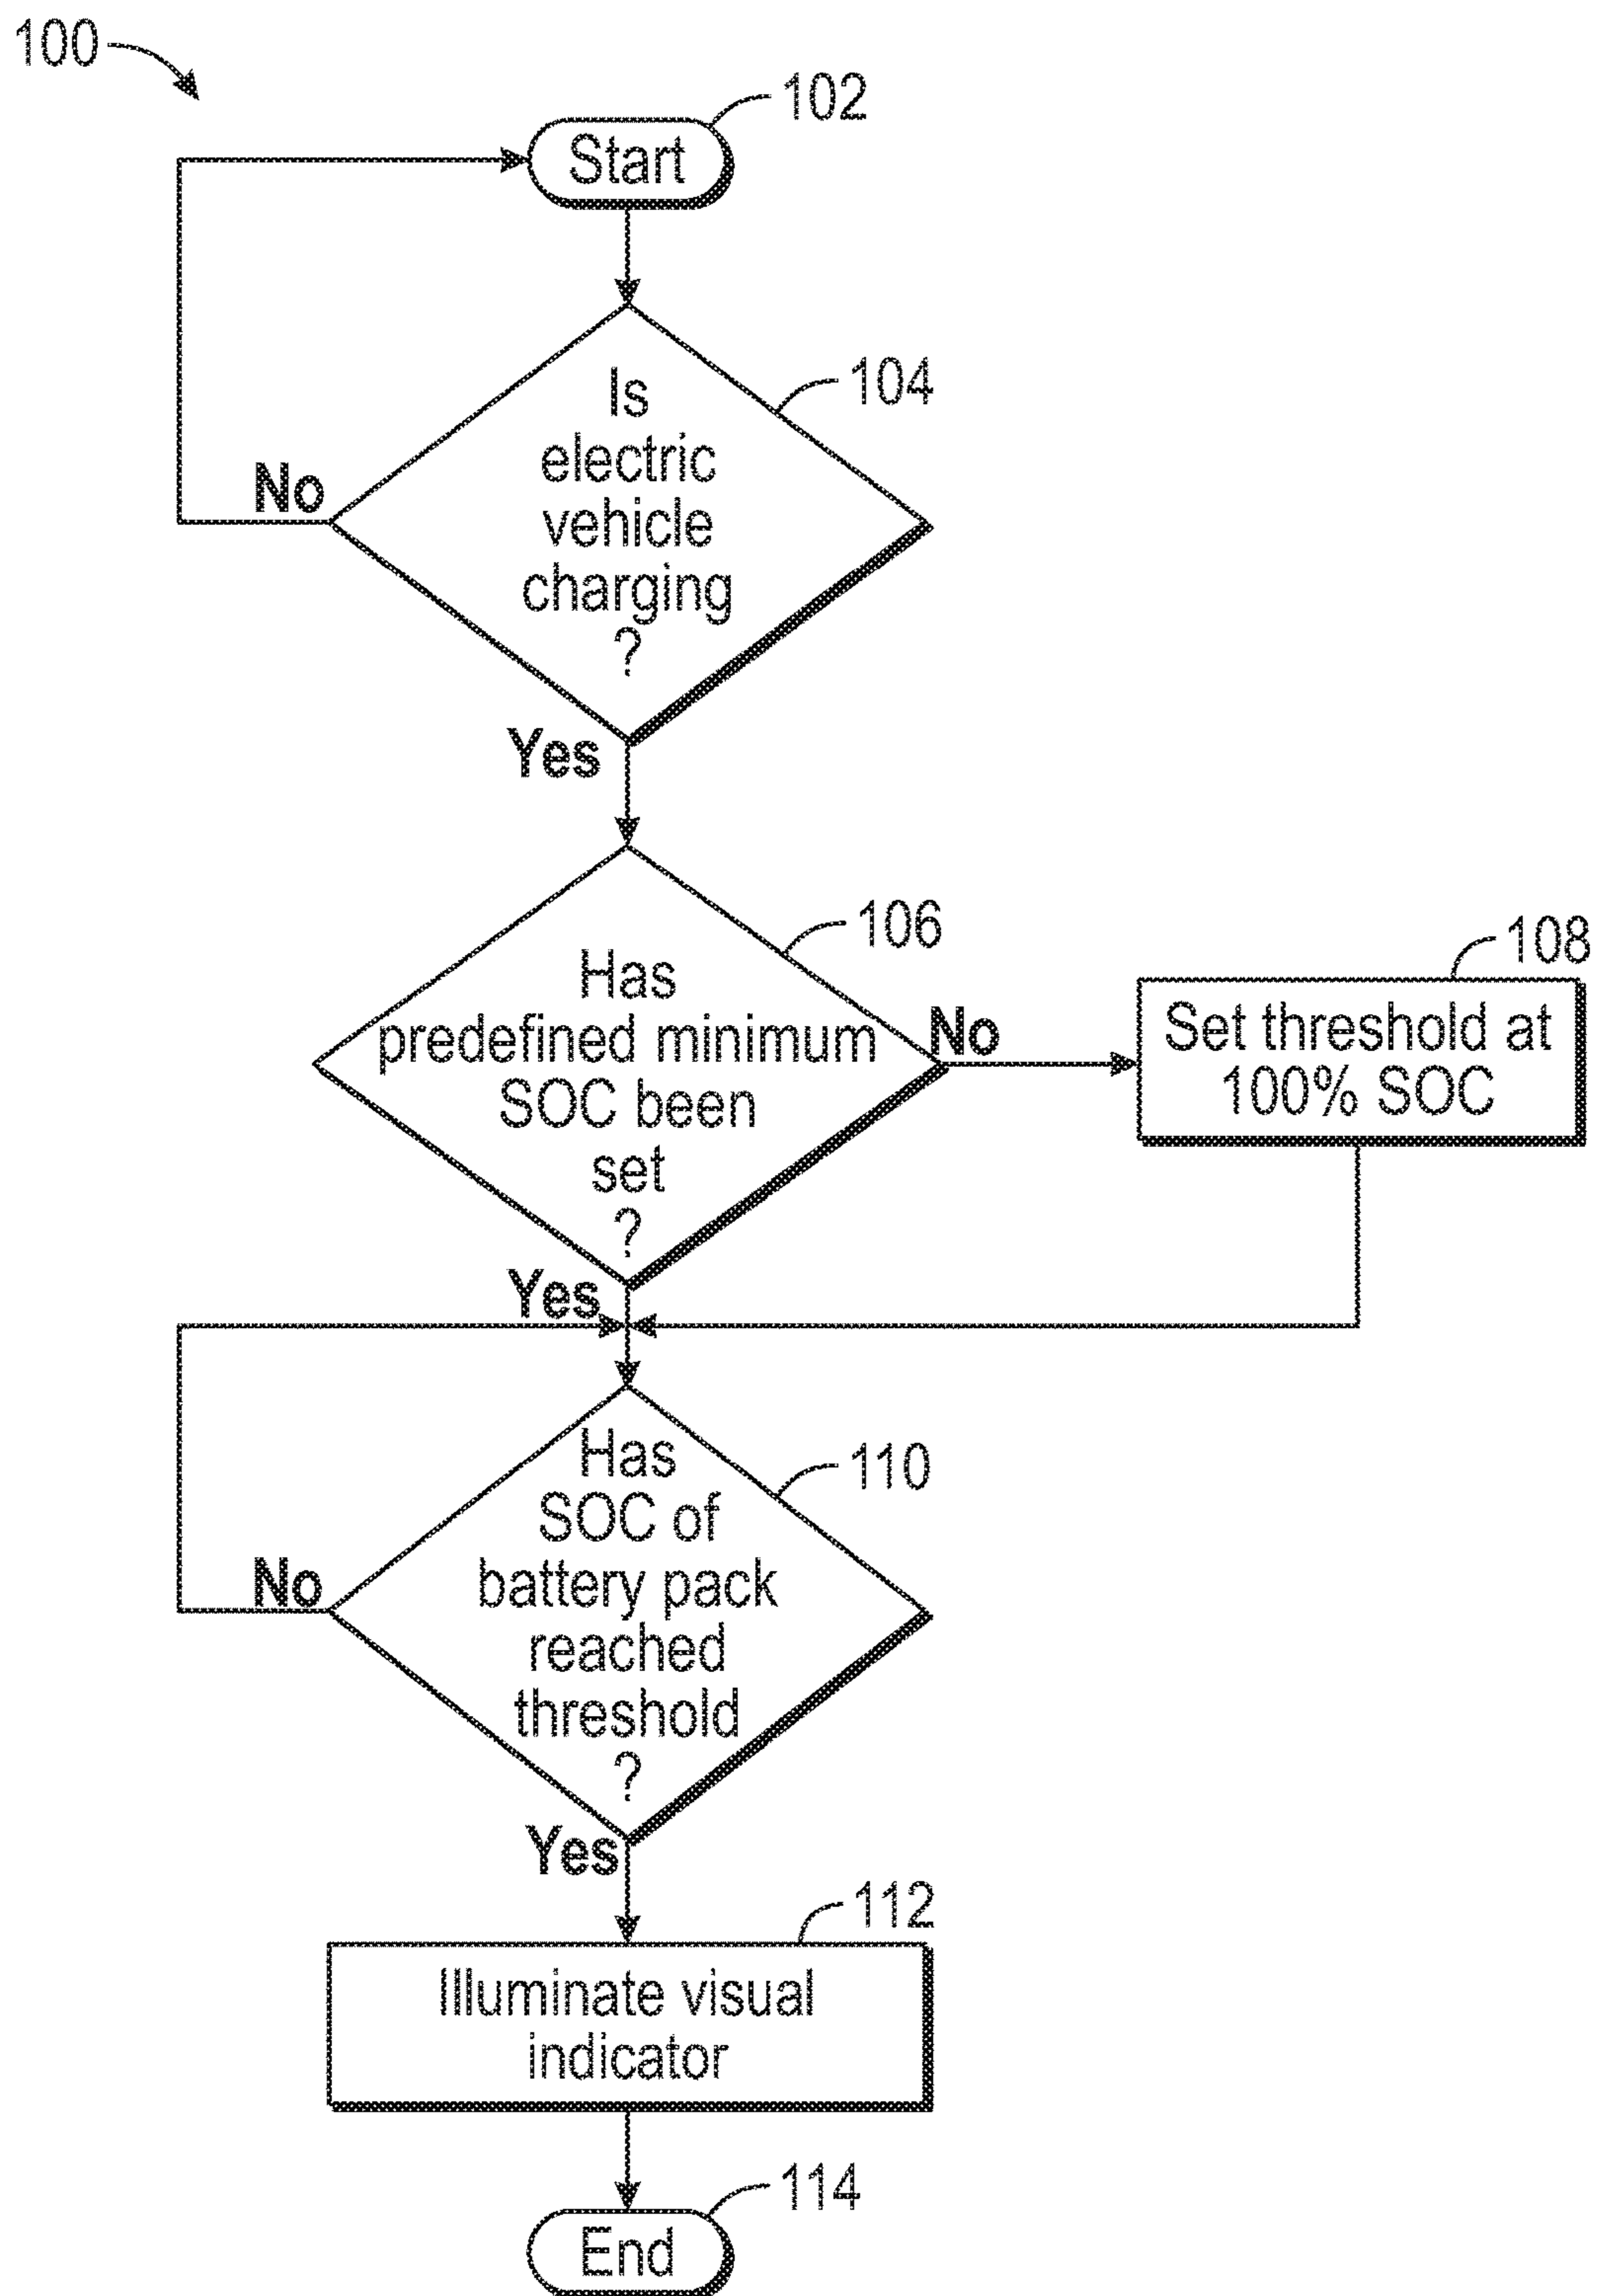 100
102
Start
104
Is
electric
vehicle
charging
?
No
Yes
106
Has
predefined minimum
SOC been
set
?
No
108
Set threshold at
100% SOC
Yes
110
Has
SOC of
battery pack
reached
threshold
?
No
Yes
112
Illuminate visual
indicator
114
End